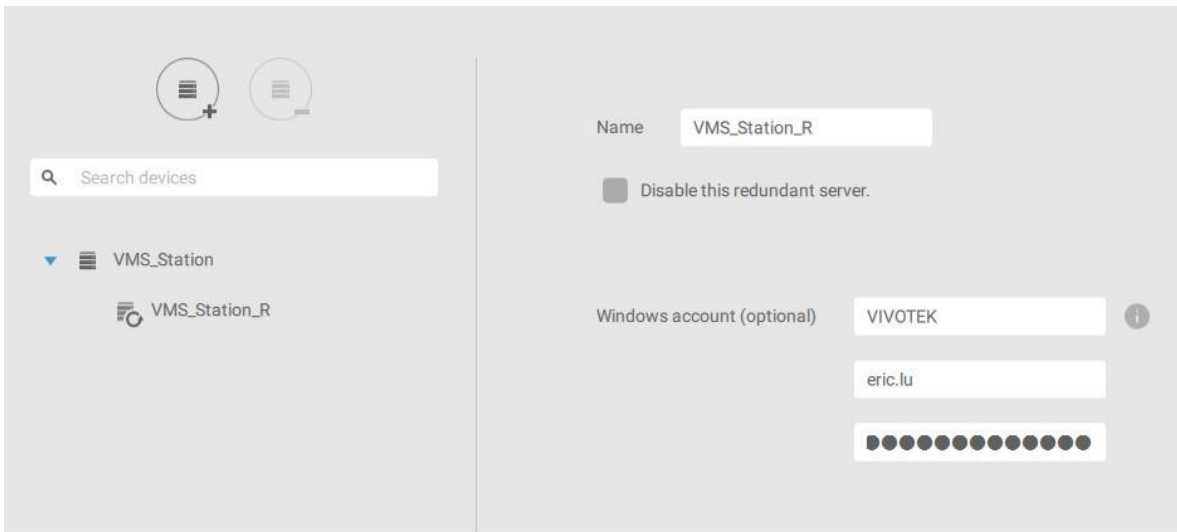 Search devices
VMS_Station
VMS_Station_R
Name VMS_Station_R
Disable this redundant server.
Windows account (optional) VIVOTEK
eric.lu